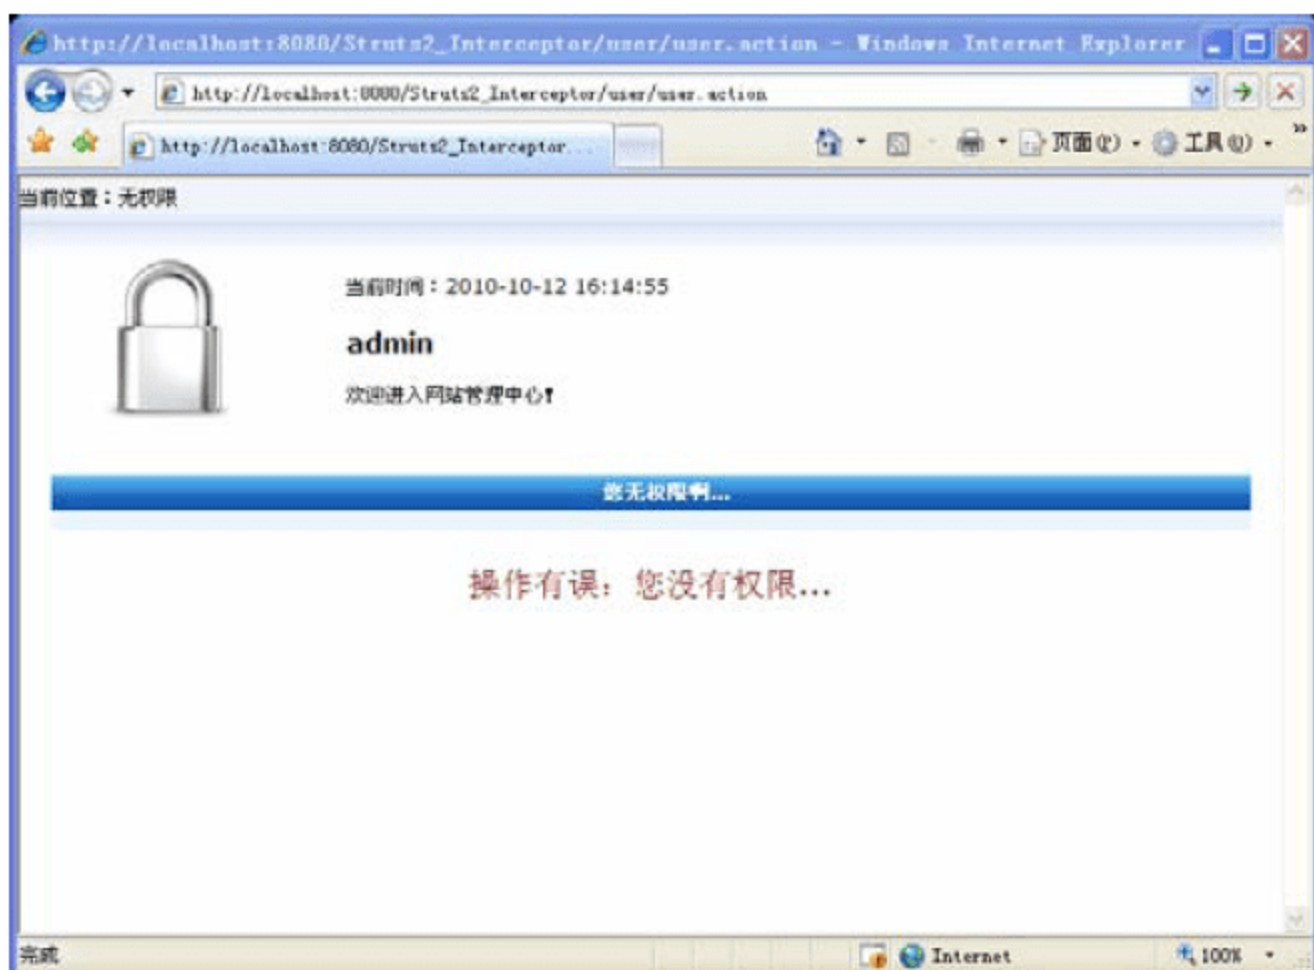 http://localhost:8080/Struts2_Interceptor/user/user.action - Windows Internet Explorer
http://localhost:8080/Struts2_Interceptor/user/user.action
http://localhost:8080/Struts2_Interceptor...
页面(P)
工具(O)
»
当前位置：无权限
当前时间：2010-10-12 16:14:55
admin
欢迎进入网站管理中心！
您无权限啊...
操作有误：您没有权限...
完成
Internet
100%